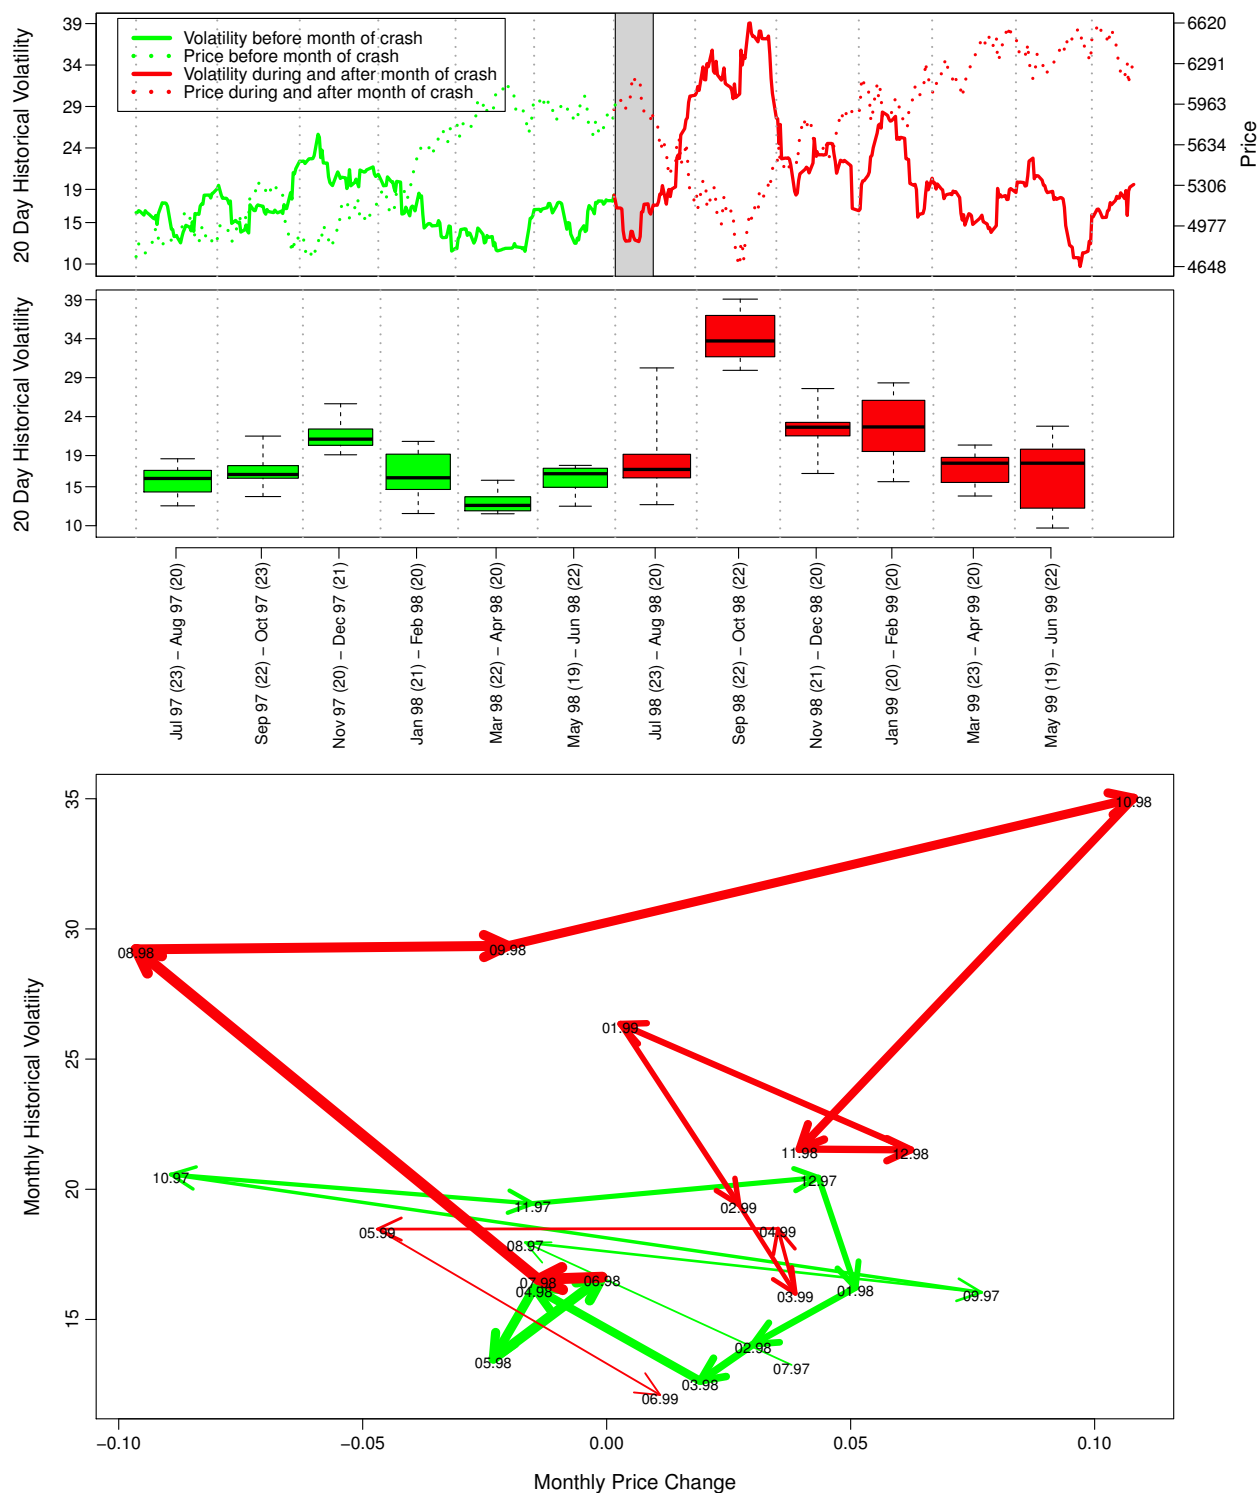 20 Day Historical Volatility
39
34
29
24
19
15
10
Volatility before month of crash
Price before month of crash
Volatility during and after month of crash
Price during and after month of crash
6620
6291
5963
5634
5306
4977
4648
Price
20 Day Historical Volatility
39
34
29
24
19
15
10
Jul 97 (23) – Aug 97 (20)
Sep 97 (22) – Oct 97 (23)
Nov 97 (20) – Dec 97 (21)
Jan 98 (21) – Feb 98 (20)
Mar 98 (22) – Apr 98 (20)
May 98 (19) – Jun 98 (22)
Jul 98 (23) – Aug 98 (20)
Sep 98 (22) – Oct 98 (22)
Nov 98 (21) – Dec 98 (20)
Jan 99 (20) – Feb 99 (20)
Mar 99 (23) – Apr 99 (20)
May 99 (19) – Jun 99 (22)
Monthly Historical Volatiity
35
30
25
20
15
10.98
08.98
09.98
01.99
11.98
12.98
10.97
12.97
11.97
02.99
05.99
04.99
08.97
07.98
06.98
04.98
01.98
03.99
09.97
02.98
05.98
07.97
03.98
06.99
−0.10
−0.05
0.00
0.05
0.10
Monthly Price Change